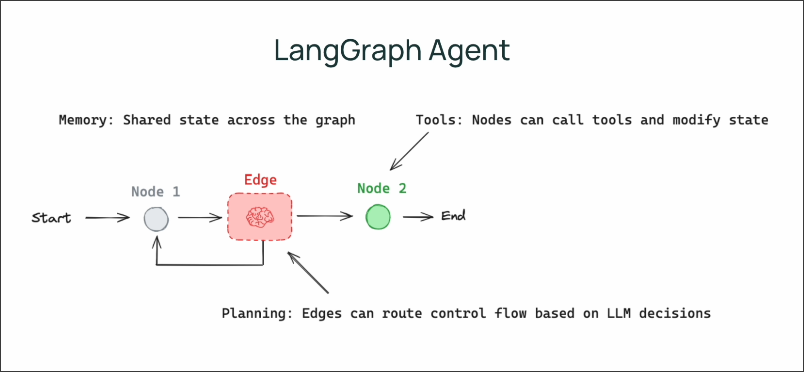 LangGraph Agent
Memory: Shared state across the graph
Tools: Nodes can call tools and modify state
Edge
Node 1
Node 2
Start
End
Planning: Edges can route control flow based on LLM decisions